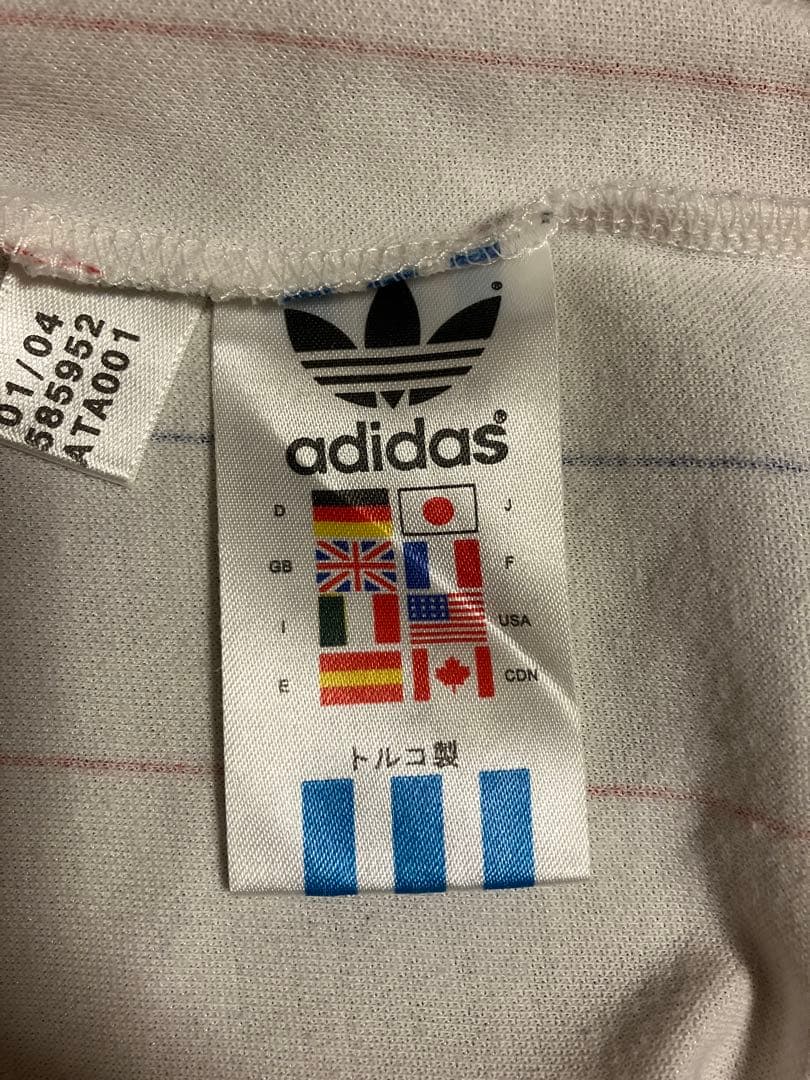 01/04
585952
ATA001
adidas®
D J
GB F
I USA
E CDN
トルコ製